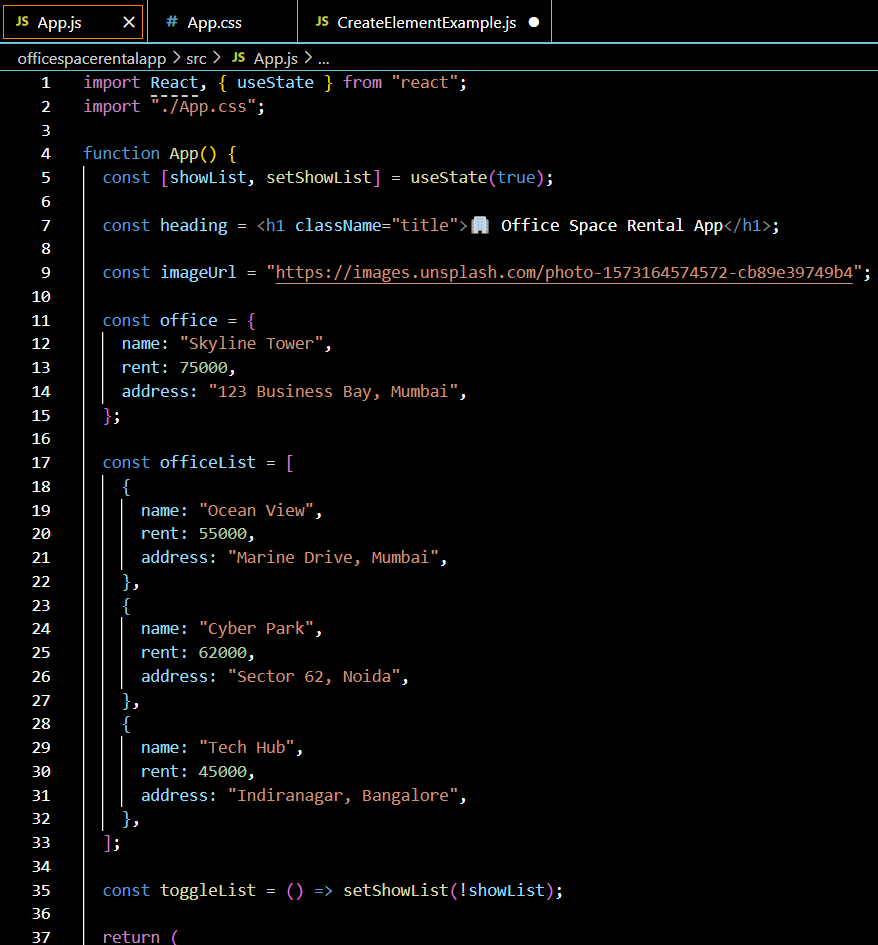 JS App.js ×
# App.css
JS CreateElementExample.js ●
officespacerentalapp > src > JS App.js > ...
1 import React, { useState } from "react";
2 import "./App.css";
3
4 function App() {
5 const [showList, setShowList] = useState(true);
6
7 const heading = <h1 className="title">🏢 Office Space Rental App</h1>;
8
9 const imageUrl = "https://images.unsplash.com/photo-1573164574572-cb89e39749b4";
10
11 const office = {
12 name: "Skyline Tower",
13 rent: 75000,
14 address: "123 Business Bay, Mumbai",
15 };
16
17 const officeList = [
18 {
19 name: "Ocean View",
20 rent: 55000,
21 address: "Marine Drive, Mumbai",
22 },
23 {
24 name: "Cyber Park",
25 rent: 62000,
26 address: "Sector 62, Noida",
27 },
28 {
29 name: "Tech Hub",
30 rent: 45000,
31 address: "Indiranagar, Bangalore",
32 },
33 ];
34
35 const toggleList = () => setShowList(!showList);
36
37 return (